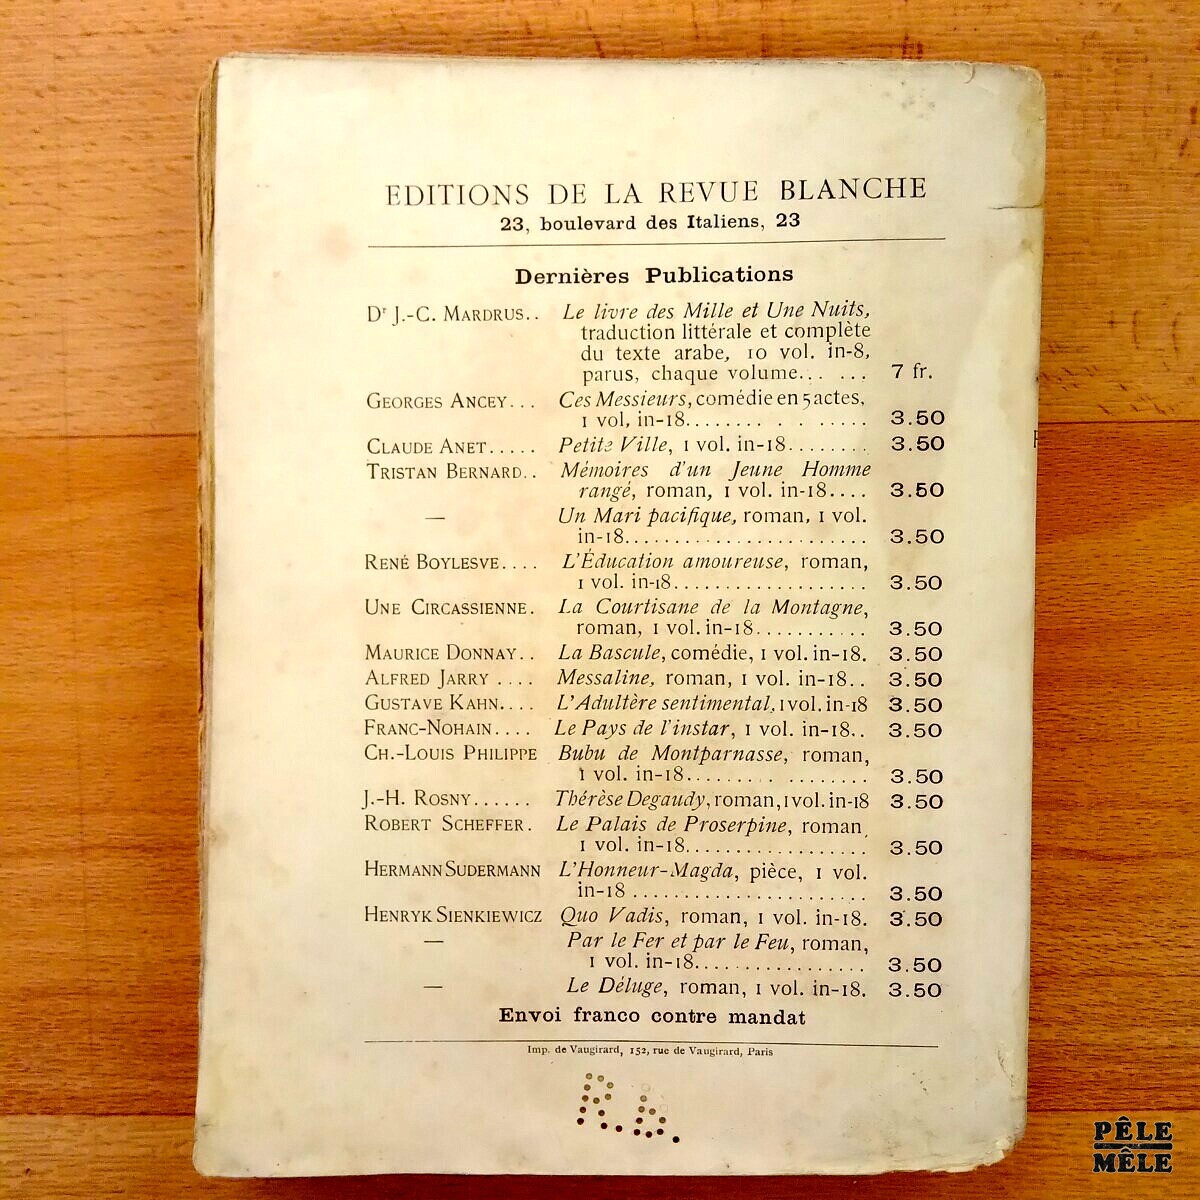 EDITIONS DE LA REVUE BLANCHE
23, boulevard des Italiens, 23
Dernières Publications
Dr J.-C. MARDRUS.. Le livre des Mille et Une Nuits,
traduction littérale et complète
du texte arabe, 10 vol. in-8,
parus, chaque volume... ... 7 fr.
GEORGES ANCEY... Ces Messieurs, comédie en 5 actes,
1 vol, in-18........ . . ..... 3.50
CLAUDE ANET..... Petite Ville, 1 vol. in-18........ 3.50
TRISTAN BERNARD.. Mémoires d'un Jeune Homme
rangé, roman, 1 vol. in-18.... 3.50
— Un Mari pacifique, roman, 1 vol.
in-18........................ 3.50
RENÉ BOYLESVE.... L'Éducation amoureuse, roman,
1 vol. in-18.................. 3.50
UNE CIRCASSIENNE. La Courtisane de la Montagne,
roman, 1 vol. in-18........... 3.50
MAURICE DONNAY.. La Bascule, comédie, 1 vol. in-18. 3.50
ALFRED JARRY .... Messaline, roman, 1 vol. in-18.. 3.50
GUSTAVE KAHN.... L'Adultère sentimental, 1 vol. in-18 3.50
FRANC-NOHAIN.... Le Pays de l'instar, 1 vol. in-18.. 3.50
CH.-LOUIS PHILIPPE Bubu de Montparnasse, roman,
1 vol. in-18....... . ........ 3.50
J.-H. ROSNY...... Thérèse Degaudy, roman, 1 vol. in-18 3.50
ROBERT SCHEFFER. Le Palais de Proserpine, roman,
1 vol. in-18.................. 3.50
HERMANN SUDERMANN L'Honneur-Magda, pièce, 1 vol.
in-18 ........................ 3.50
HENRYK SIENKIEWICZ Quo Vadis, roman, 1 vol. in-18. 3.50
— Par le Fer et par le Feu, roman,
1 vol. in-18................. 3.50
— Le Déluge, roman, 1 vol. in-18. 3.50
Envoi franco contre mandat
Imp. de Vaugirard, 152, rue de Vaugirard, Paris
R.b.
PÊLE
MÊLE